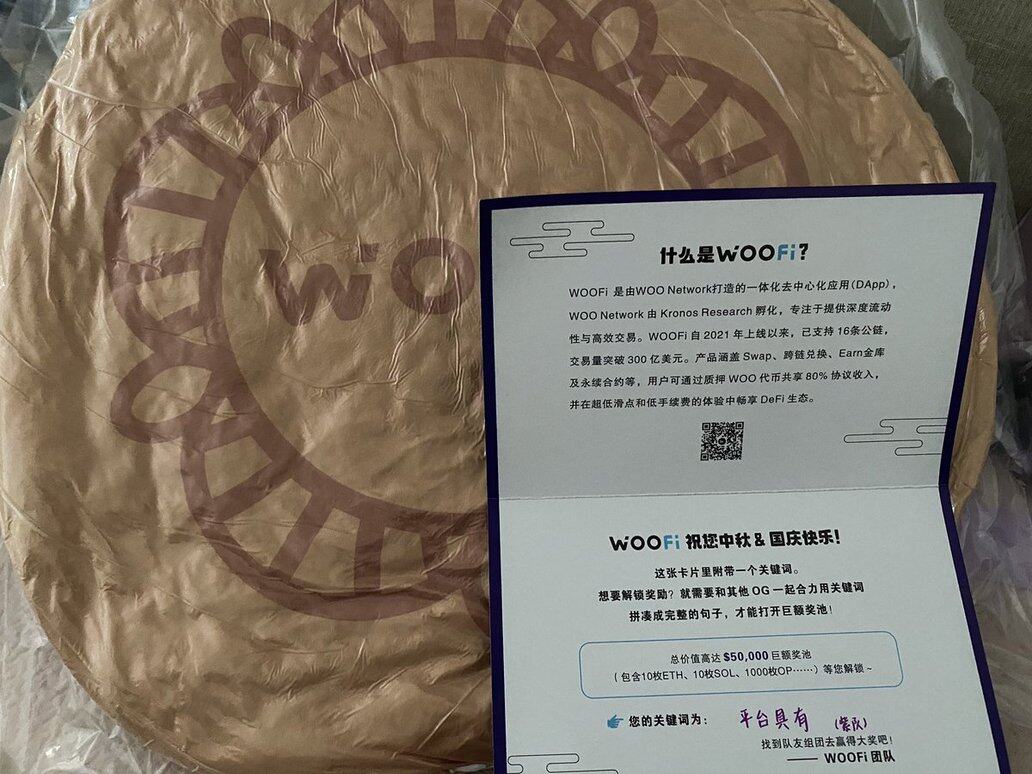 WOO
什么是WOOFi？
WOOFi 是由WOO Network打造的一体化去中心化应用（DApp），
WOO Network 由 Kronos Research 孵化，专注于提供深度流动
性与高效交易。WOOFi 自 2021 年上线以来，已支持 16条公链，
交易量突破 300 亿美元。产品涵盖 Swap、跨链兑换、Earn金库
及永续合约等，用户可通过质押 WOO 代币共享 80% 协议收入，
并在超低滑点和低手续费的体验中畅享 DeFi 生态。
WOOFi 祝您中秋 & 国庆快乐！
这张卡片里附带一个关键词。
想要解锁奖励？就需要和其他 OG 一起合力用关键词
拼凑成完整的句子，才能打开巨额奖池！
总价值高达 $50,000 巨额奖池
（包含10枚ETH、10枚SOL、1000枚OP……）等您解锁~
您的关键词为： 平台具有 （紫队）
找到队友组团去赢得大奖吧！
—— WOOFi 团队